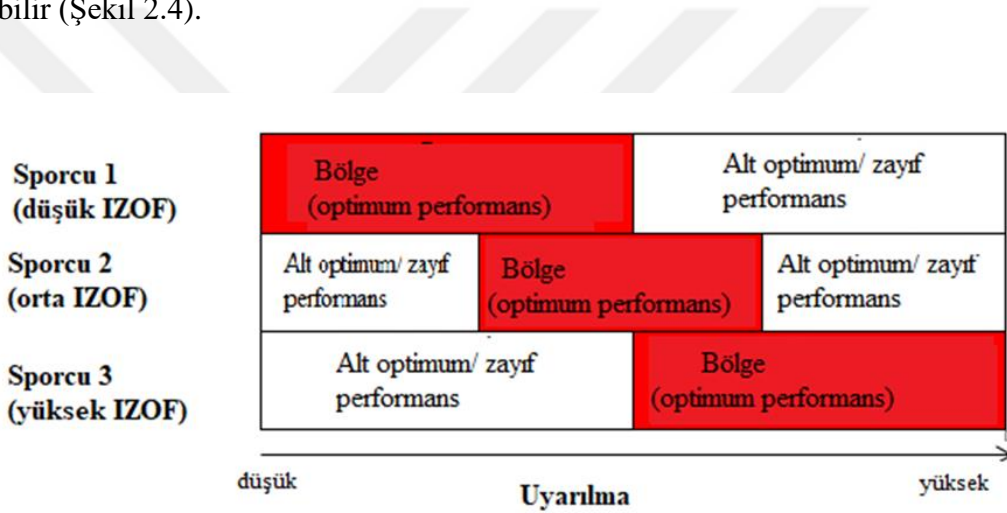 bilir (Şekil 2.4).
Sporcu 1
(düşük IZOF)
Bölge
(optimum performans)
Alt optimum/ zayıf
performans
Sporcu 2
(orta IZOF)
Alt optimum/ zayıf
performans
Bölge
(optimum performans)
Alt optimum/ zayıf
performans
Sporcu 3
(yüksek IZOF)
Alt optimum/ zayıf
performans
Bölge
(optimum performans)
düşük
Uyarılma
yüksek